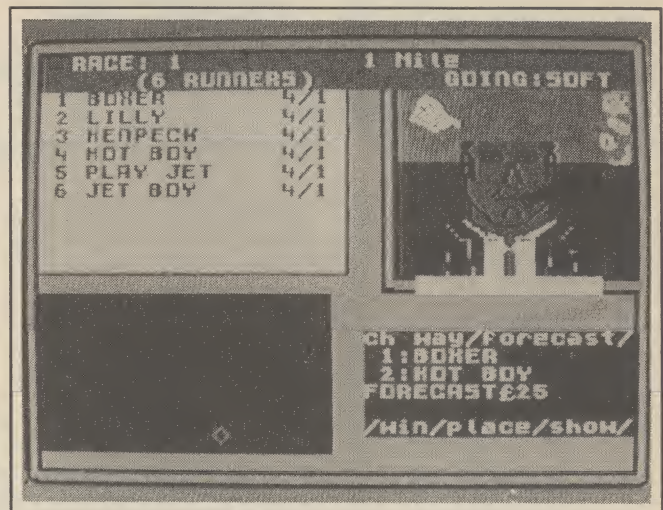 RACE: 1 1 Mile
(6 RUNNERS) GOING:SOFT
1 BOXER 4/1
2 LILLY 4/1
3 HENPECK 4/1
4 HOT BOY 4/1
5 PLAY JET 4/1
6 JET BOY 4/1
ch way/forecast/
1:BOXER
2:HOT BOY
FORECAST£25
/win/place/show/